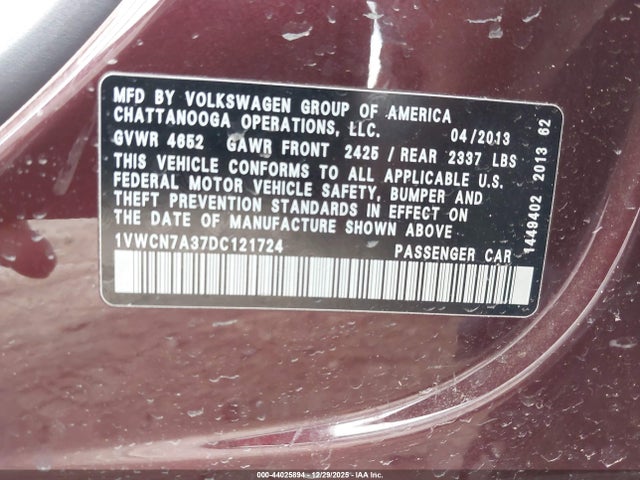 MFD BY VOLKSWAGEN GROUP OF AMERICA
CHATTANOOGA OPERATIONS, LLC. 04/2013
GVWR 4652 GAWR FRONT 2425 / REAR 2337 LBS
THIS VEHICLE CONFORMS TO ALL APPLICABLE U.S.
FEDERAL MOTOR VEHICLE SAFETY, BUMPER AND
THEFT PREVENTION STANDARDS IN EFFECT ON
THE DATE OF MANUFACTURE SHOWN ABOVE
1VWCN7A37DC121724 PASSENGER CAR
1449402 2013 62
000-44025894 - 12/29/2025 - IAAI.com